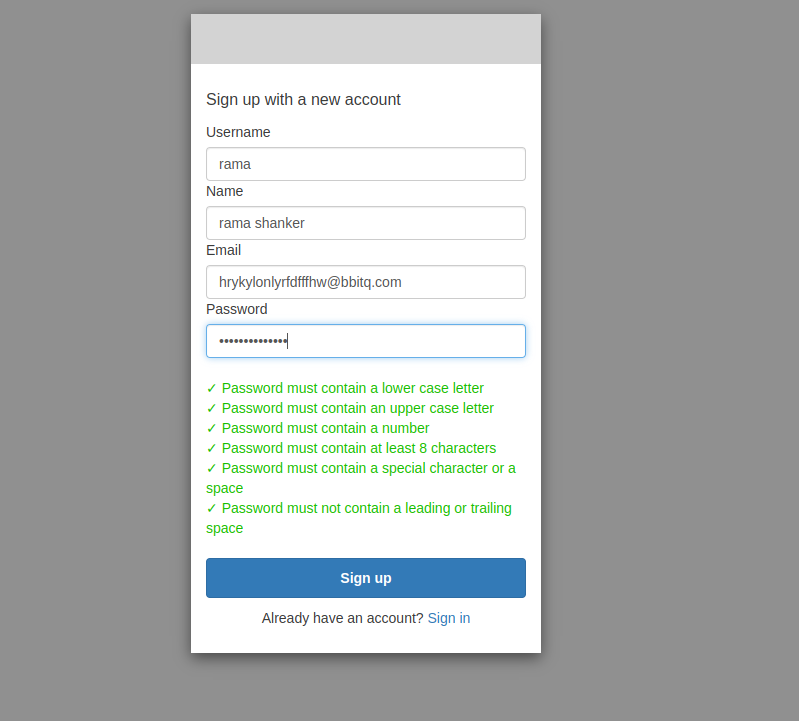 Sign up with a new account
Username
rama
Name
rama shanker
Email
hrykylonlyrfdfffhw@bbitq.com
Password
••••••••••••••
✓ Password must contain a lower case letter
✓ Password must contain an upper case letter
✓ Password must contain a number
✓ Password must contain at least 8 characters
✓ Password must contain a special character or a
space
✓ Password must not contain a leading or trailing
space
Sign up
Already have an account? Sign in